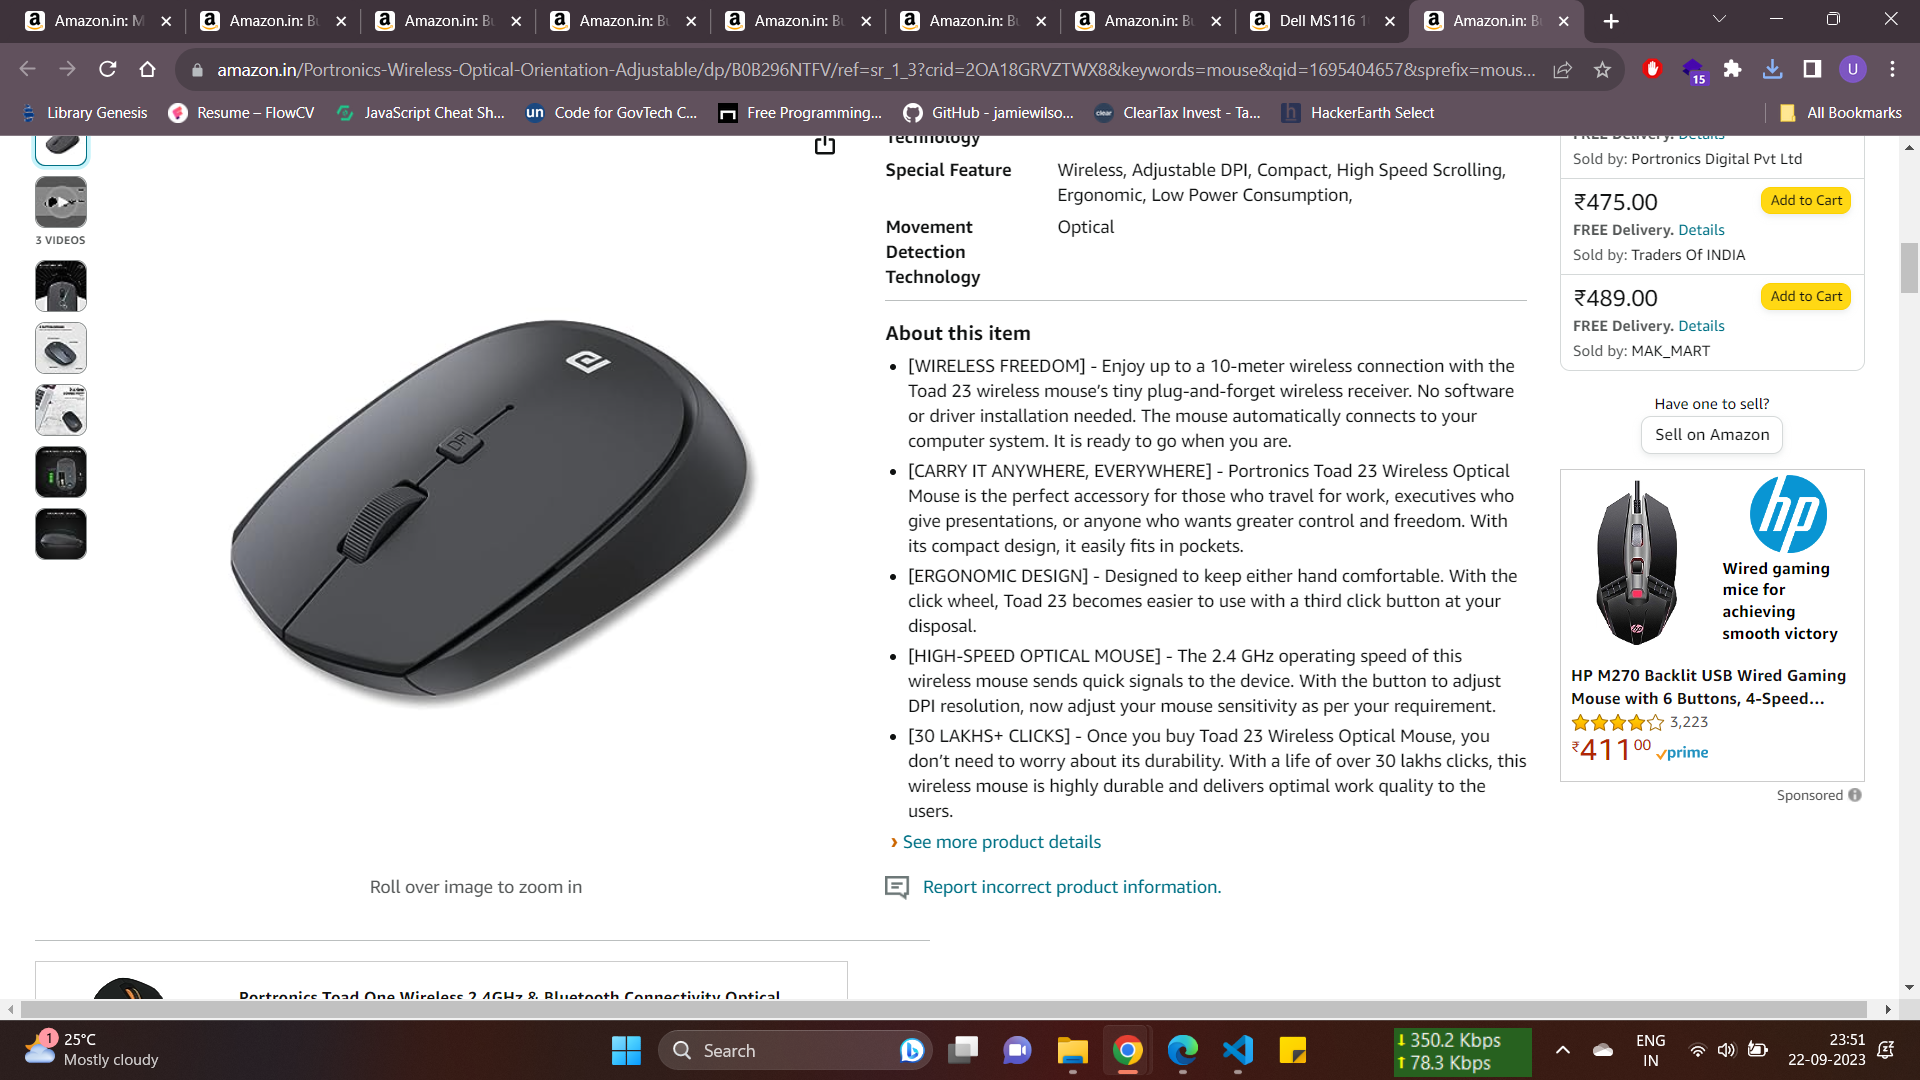 Amazon.in: M
Amazon.in: Bu
Amazon.in: Bu
Amazon.in: Bu
Amazon.in: Bu
Amazon.in: Bu
Amazon.in: Bu
Dell MS116 1
Amazon.in: Bu
amazon.in/Portronics-Wireless-Optical-Orientation-Adjustable/dp/B0B296NTFV/ref=sr_1_3?crid=2OA18GRVZTWX8&keywords=mouse&qid=1695404657&sprefix=mous...
15
U
Library Genesis
Resume – FlowCV
JavaScript Cheat Sh...
un Code for GovTech C...
Free Programming...
GitHub - jamiewilso...
clear ClearTax Invest - Ta...
h HackerEarth Select
All Bookmarks
3 VIDEOS
DPI
Roll over image to zoom in
Technology
Special Feature Wireless, Adjustable DPI, Compact, High Speed Scrolling,
Ergonomic, Low Power Consumption,
Movement Optical
Detection
Technology
About this item
• [WIRELESS FREEDOM] - Enjoy up to a 10-meter wireless connection with the
Toad 23 wireless mouse’s tiny plug-and-forget wireless receiver. No software
or driver installation needed. The mouse automatically connects to your
computer system. It is ready to go when you are.
• [CARRY IT ANYWHERE, EVERYWHERE] - Portronics Toad 23 Wireless Optical
Mouse is the perfect accessory for those who travel for work, executives who
give presentations, or anyone who wants greater control and freedom. With
its compact design, it easily fits in pockets.
• [ERGONOMIC DESIGN] - Designed to keep either hand comfortable. With the
click wheel, Toad 23 becomes easier to use with a third click button at your
disposal.
• [HIGH-SPEED OPTICAL MOUSE] - The 2.4 GHz operating speed of this
wireless mouse sends quick signals to the device. With the button to adjust
DPI resolution, now adjust your mouse sensitivity as per your requirement.
• [30 LAKHS+ CLICKS] - Once you buy Toad 23 Wireless Optical Mouse, you
don’t need to worry about its durability. With a life of over 30 lakhs clicks, this
wireless mouse is highly durable and delivers optimal work quality to the
users.
› See more product details
Report incorrect product information.
FREE Delivery. Details
Sold by: Portronics Digital Pvt Ltd
₹475.00 Add to Cart
FREE Delivery. Details
Sold by: Traders Of INDIA
₹489.00 Add to Cart
FREE Delivery. Details
Sold by: MAK_MART
Have one to sell?
Sell on Amazon
hp
Wired gaming
mice for
achieving
smooth victory
HP M270 Backlit USB Wired Gaming
Mouse with 6 Buttons, 4-Speed...
3,223
₹41100 prime
Sponsored
Portronics Toad One Wireless 2.4GHz & Bluetooth Connectivity Optical
1
25°C
Mostly cloudy
Search
350.2 Kbps
78.3 Kbps
ENG
IN
23:51
22-09-2023